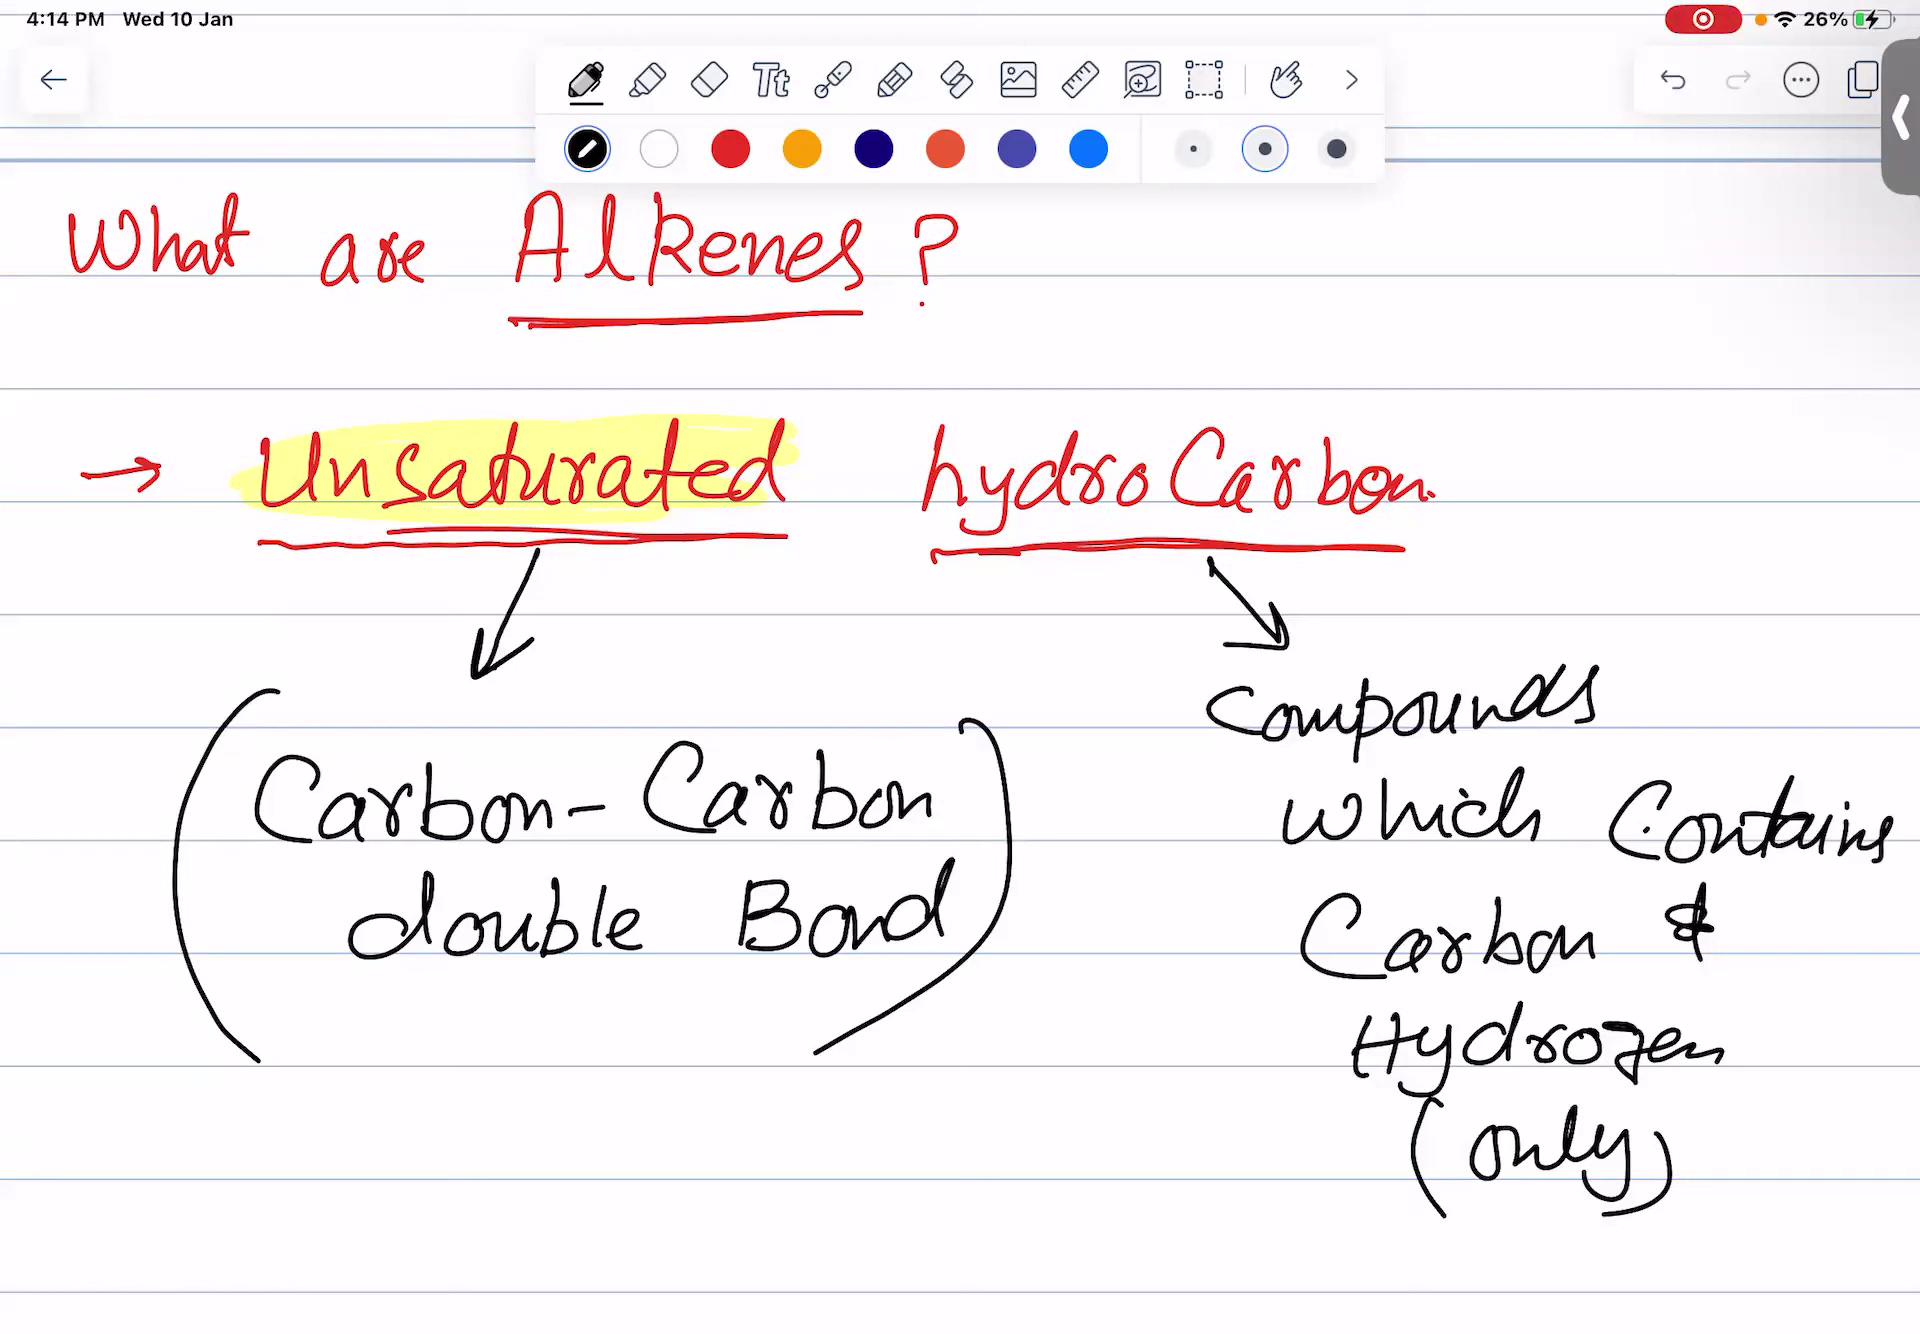 4:14 PM Wed 10 Jan
26%
Tt
What are Alkenes ?
→ Unsaturated hydroCarbon.
Compounds
which Contains
Carbon-Carbon
double Bond
Carbon &
Hydrogen
(only)